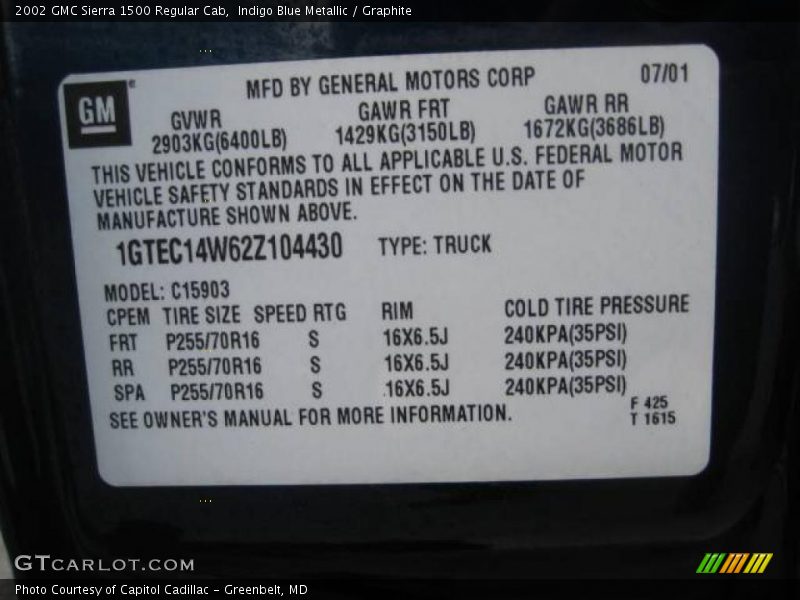 2002 GMC Sierra 1500 Regular Cab, Indigo Blue Metallic / Graphite
GM
MFD BY GENERAL MOTORS CORP 07/01
GVWR GAWR FRT GAWR RR
2903KG(6400LB) 1429KG(3150LB) 1672KG(3686LB)
THIS VEHICLE CONFORMS TO ALL APPLICABLE U.S. FEDERAL MOTOR
VEHICLE SAFETY STANDARDS IN EFFECT ON THE DATE OF
MANUFACTURE SHOWN ABOVE.
1GTEC14W62Z104430 TYPE: TRUCK
MODEL: C15903
CPEM TIRE SIZE SPEED RTG RIM COLD TIRE PRESSURE
FRT P255/70R16 S 16X6.5J 240KPA(35PSI)
RR P255/70R16 S 16X6.5J 240KPA(35PSI)
SPA P255/70R16 S 16X6.5J 240KPA(35PSI)
SEE OWNER'S MANUAL FOR MORE INFORMATION.
F 425
T 1615
GTCARLOT.COM
Photo Courtesy of Capitol Cadillac - Greenbelt, MD